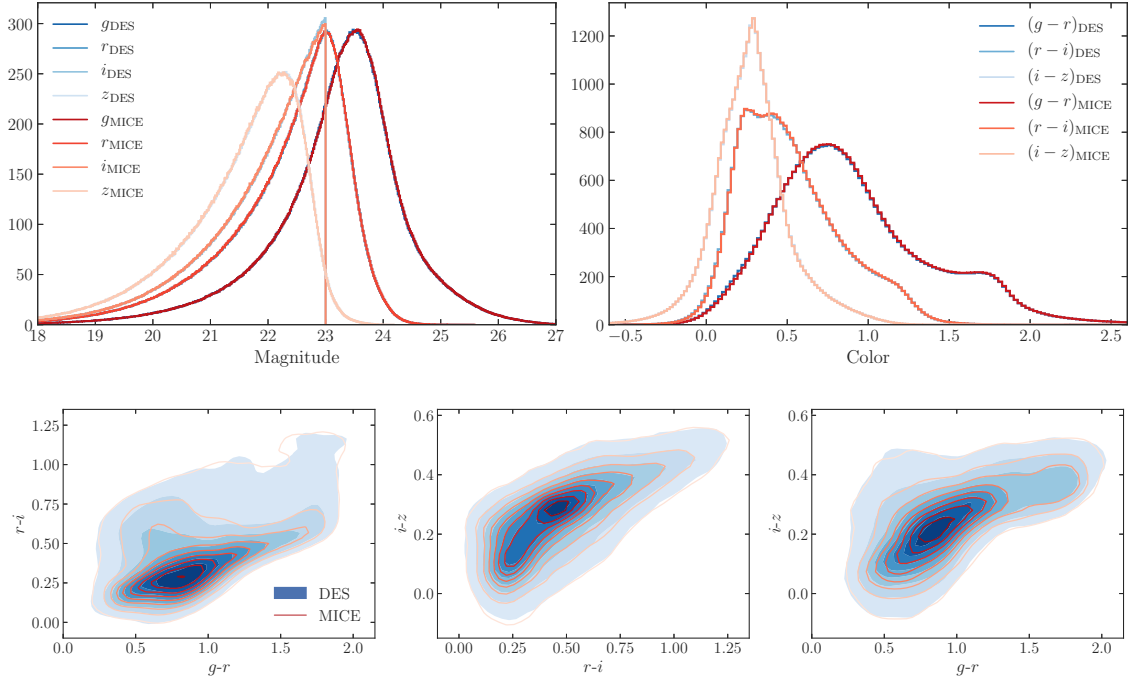 300
250
200
150
100
50
0
g_DES
r_DES
i_DES
z_DES
g_MICE
r_MICE
i_MICE
z_MICE
18 19 20 21 22 23 24 25 26 27
Magnitude
1200
1000
800
600
400
200
0
(g − r)_DES
(r − i)_DES
(i − z)_DES
(g − r)_MICE
(r − i)_MICE
(i − z)_MICE
−0.5 0.0 0.5 1.0 1.5 2.0 2.5
Color
1.25
1.00
0.75
0.50
0.25
0.00
r-i
DES
MICE
0.0 0.5 1.0 1.5 2.0
g-r
0.6
0.4
0.2
0.0
i-z
0.00 0.25 0.50 0.75 1.00 1.25
r-i
0.6
0.4
0.2
0.0
i-z
0.0 0.5 1.0 1.5 2.0
g-r